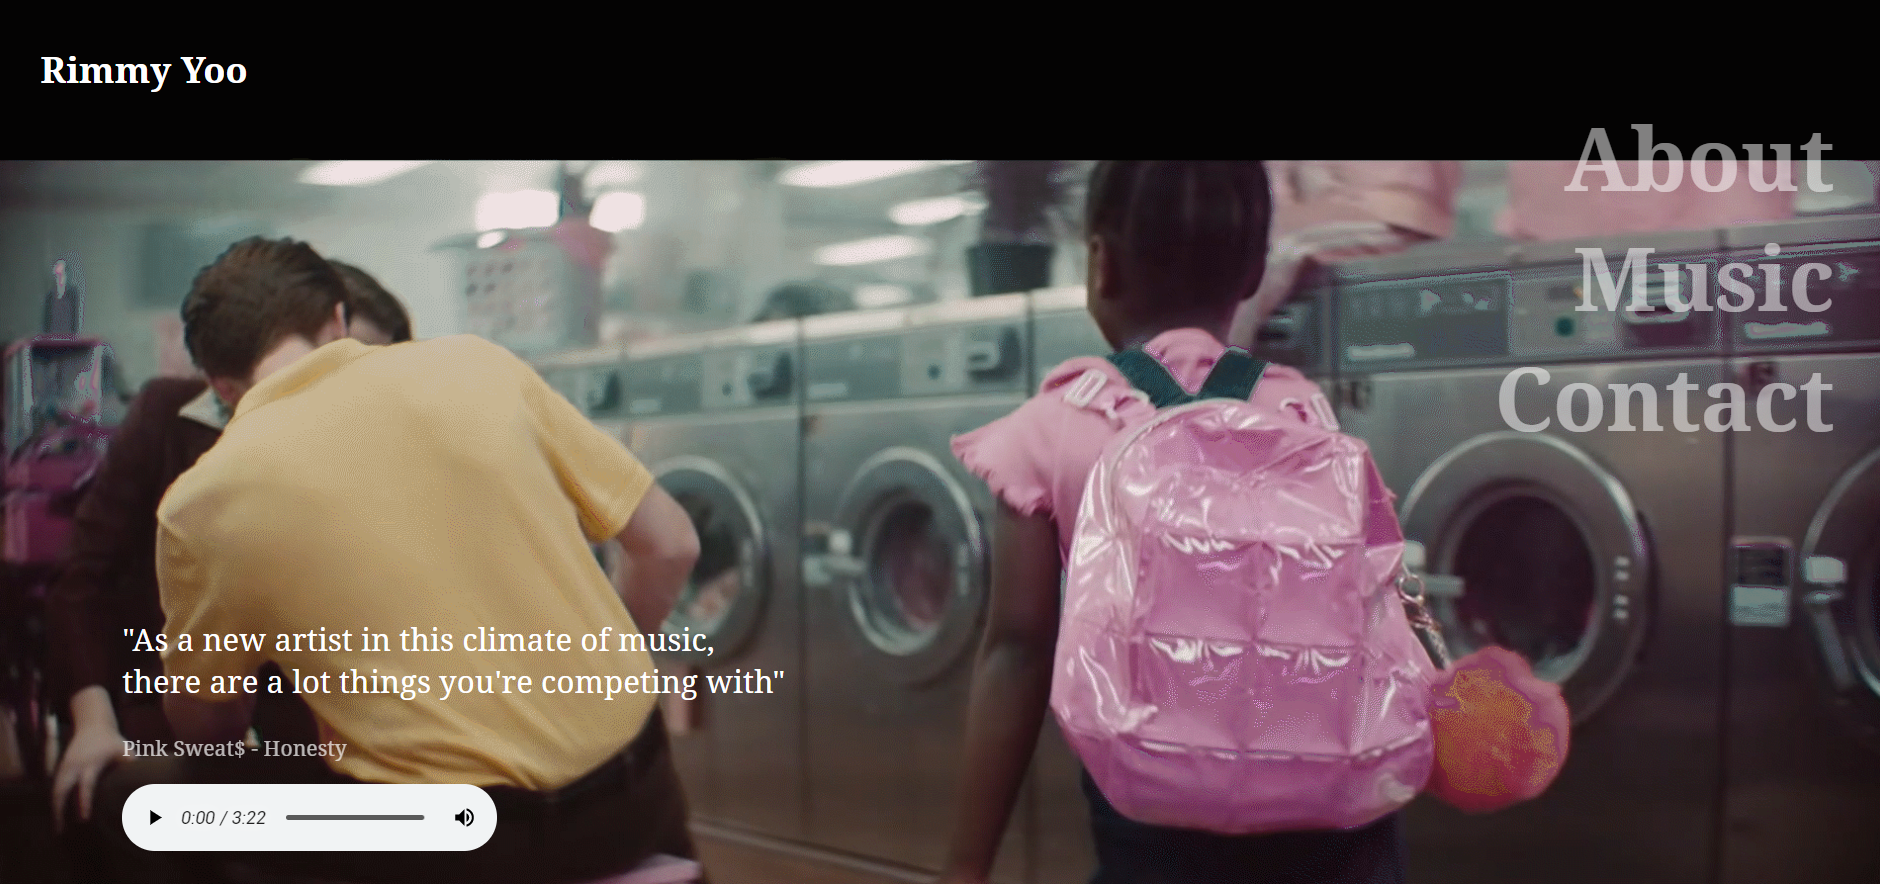 Rimmy Yoo
About
Music
Contact
"As a new artist in this climate of music,
there are a lot things you're competing with"
Pink Sweat$ - Honesty
0:00 / 3:22